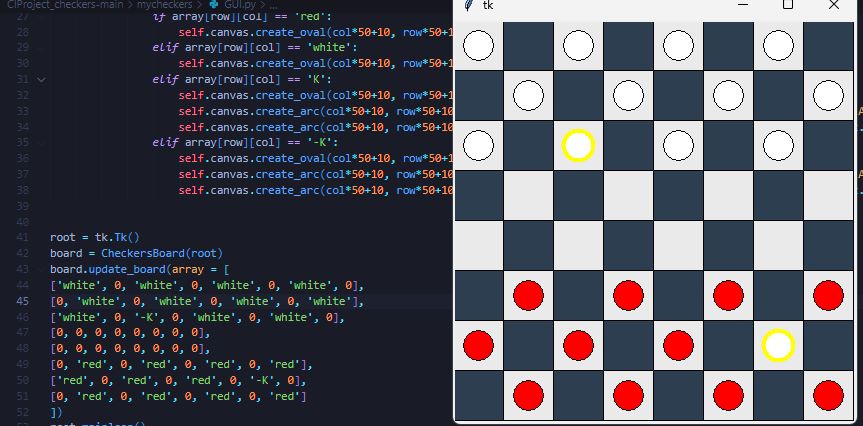 CIProject_checkers-main > mycheckers > GUI.py > ...
tk
27 if array[row][col] == 'red':
28 self.canvas.create_oval(col*50+10, row*50+1
29 elif array[row][col] == 'white':
30 self.canvas.create_oval(col*50+10, row*50+1
31 elif array[row][col] == 'K':
32 self.canvas.create_oval(col*50+10, row*50+1
33 self.canvas.create_arc(col*50+10, row*50+10
34 self.canvas.create_arc(col*50+10, row*50+10
35 elif array[row][col] == '-K':
36 self.canvas.create_oval(col*50+10, row*50+1
37 self.canvas.create_arc(col*50+10, row*50+10
38 self.canvas.create_arc(col*50+10, row*50+10
39
40
41 root = tk.Tk()
42 board = CheckersBoard(root)
43 board.update_board(array = [
44 ['white', 0, 'white', 0, 'white', 0, 'white', 0],
45 [0, 'white', 0, 'white', 0, 'white', 0, 'white'],
46 ['white', 0, '-K', 0, 'white', 0, 'white', 0],
47 [0, 0, 0, 0, 0, 0, 0, 0],
48 [0, 0, 0, 0, 0, 0, 0, 0],
49 [0, 'red', 0, 'red', 0, 'red', 0, 'red'],
50 ['red', 0, 'red', 0, 'red', 0, '-K', 0],
51 [0, 'red', 0, 'red', 0, 'red', 0, 'red']
52 ])